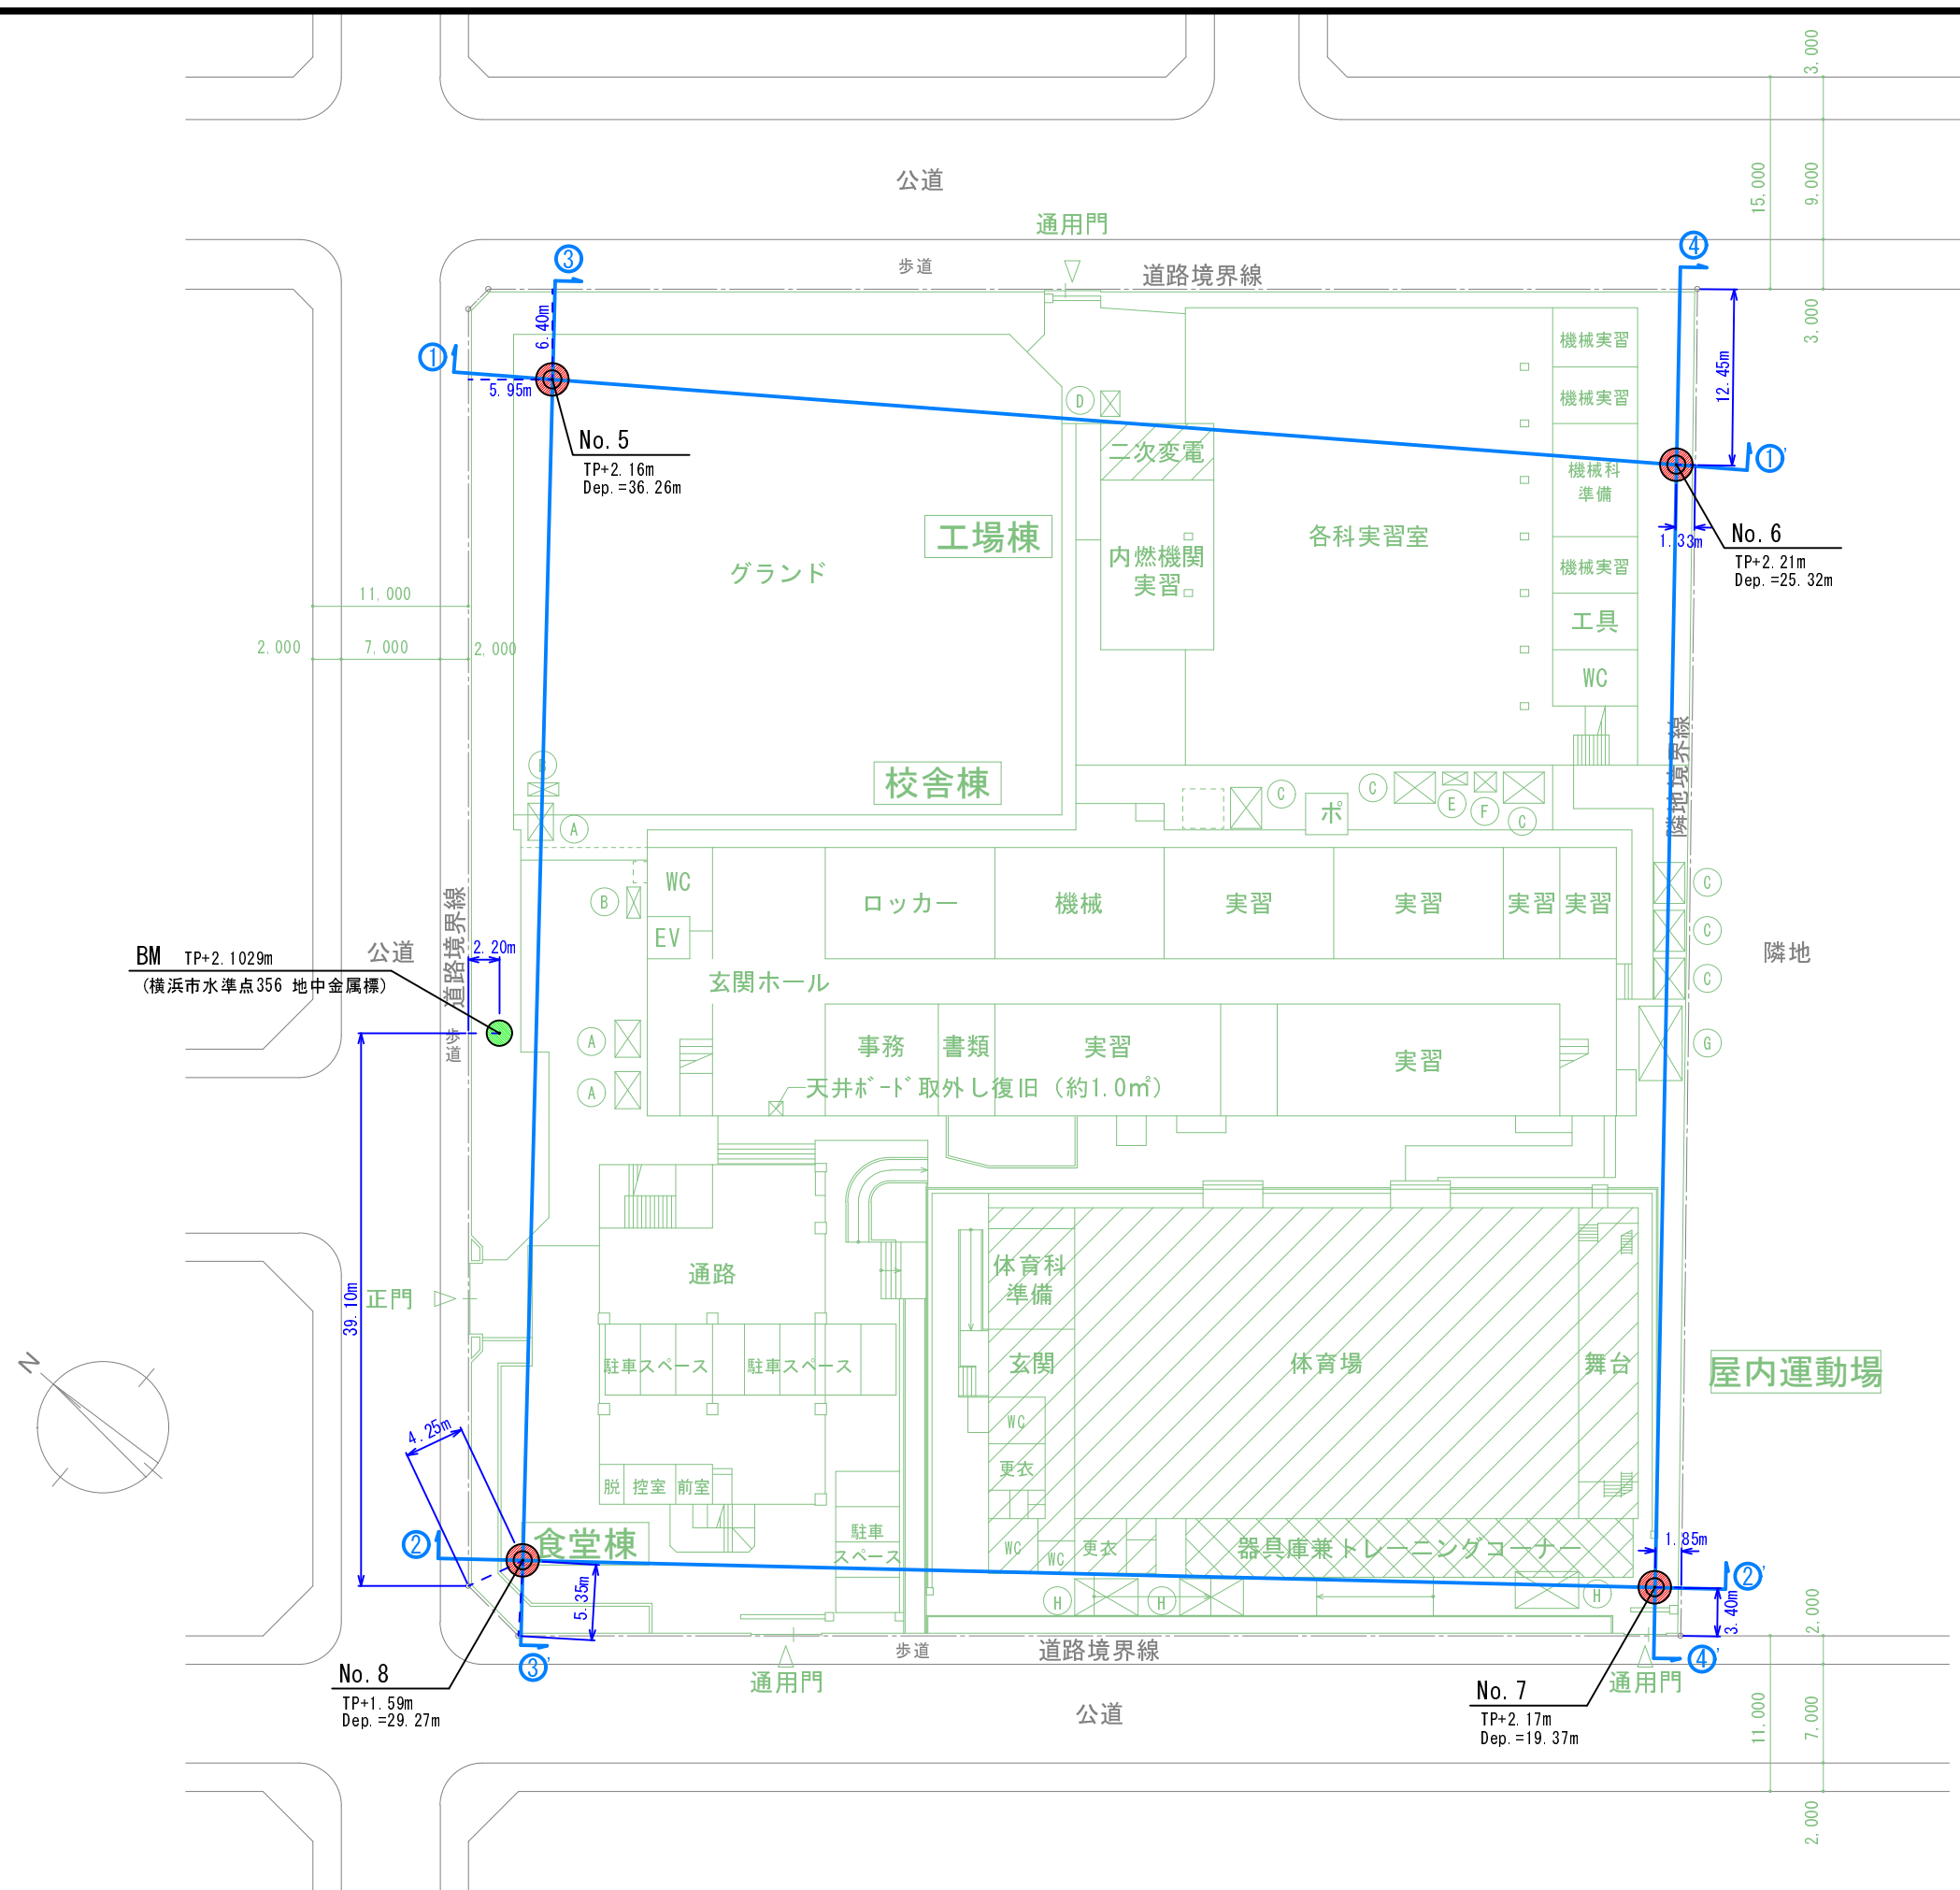 3,000
15,000
9,000
3,000
公道
通用門
歩道
道路境界線
③
④
6.40m
①
5.95m
No.5
TP+2.16m
Dep.=36.26m
12.45m
①'
1.33m
No.6
TP+2.21m
Dep.=25.32m
機械実習
機械実習
機械科
準備
機械実習
工具
WC
D
二次変電
内燃機関
実習
各科実習室
工場棟
グランド
11,000
2,000
7,000
2,000
校舎棟
B
A
B
C
ポ
C
E
F
C
隣地境界線
WC
EV
ロッカー
機械
実習
実習
実習
実習
C
C
C
G
隣地
公道
道路境界線
歩道
2.20m
BM TP+2.1029m
(横浜市水準点356 地中金属標)
玄関ホール
A
A
事務
書類
実習
実習
天井ボード取外し復旧(約1.0㎡)
39.10m
正門
通路
駐車スペース
駐車スペース
体育科
準備
玄関
体育場
舞台
屋内運動場
N
4.25m
WC
更衣
脱
控室
前室
駐車
スペース
食堂棟
WC
WC
更衣
器具庫兼トレーニングコーナー
②
5.35m
H
H
H
1.85m
②'
3.40m
2,000
③'
④'
歩道
道路境界線
通用門
通用門
No.8
TP+1.59m
Dep.=29.27m
No.7
TP+2.17m
Dep.=19.37m
公道
11,000
7,000
2,000